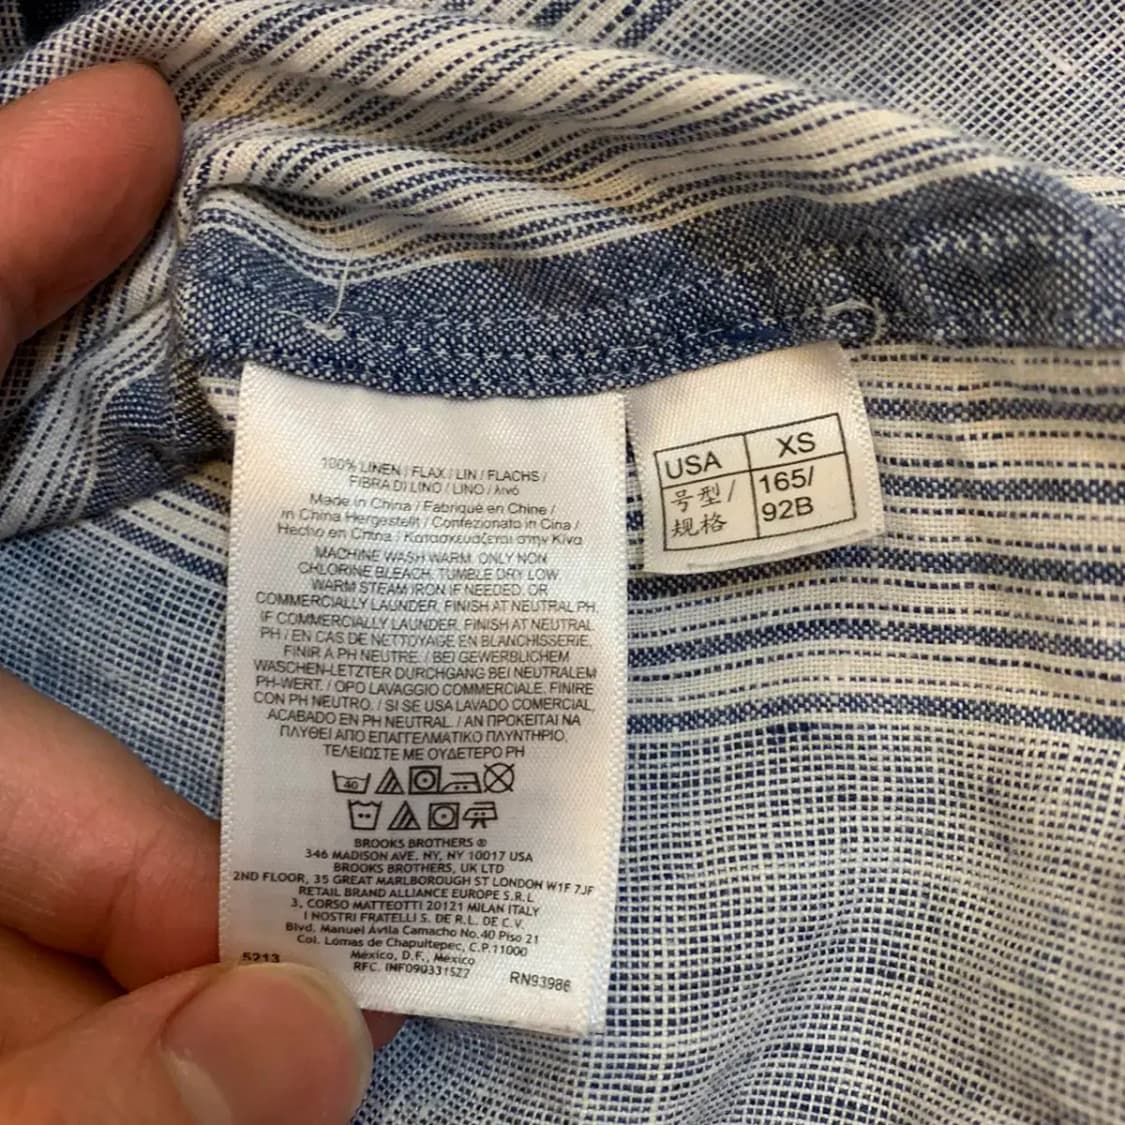 100% LINEN / FLAX / LIN / FLACHS /
FIBRA DI LINO / LINO / λινό
Made in China / Fabriqué en Chine /
in China Hergestellt / Confezionato in Cina /
Hecho en China / Κατασκευάζεται στην Κίνα
MACHINE WASH WARM. ONLY NON
CHLORINE BLEACH. TUMBLE DRY LOW.
WARM STEAM IRON IF NEEDED. OR
COMMERCIALLY LAUNDER. FINISH AT NEUTRAL PH.
IF COMMERCIALLY LAUNDER. FINISH AT NEUTRAL
PH / EN CAS DE NETTOYAGE EN BLANCHISSERIE,
FINIR A PH NEUTRE. / BEI GEWERBLICHEM
WASCHEN-LETZTER DURCHGANG BEI NEUTRALEM
PH-WERT. / OPO LAVAGGIO COMMERCIALE, FINIRE
CON PH NEUTRO. / SI SE USA LAVADO COMERCIAL,
ACABADO EN PH NEUTRAL. / ΑΝ ΠΡΟΚΕΙΤΑΙ ΝΑ
ΠΛΥΘΕΙ ΑΠΟ ΕΠΑΓΓΕΛΜΑΤΙΚΟ ΠΛΥΝΤΗΡΙΟ,
ΤΕΛΕΙΩΣΤΕ ΜΕ ΟΥΔΕΤΕΡΟ PH
40
BROOKS BROTHERS ®
346 MADISON AVE, NY, NY 10017 USA
BROOKS BROTHERS, UK LTD
2ND FLOOR, 35 GREAT MARLBOROUGH ST LONDON W1F 7JF
RETAIL BRAND ALLIANCE EUROPE S.R.L
3, CORSO MATTEOTTI 20121 MILAN ITALY
I NOSTRI FRATELLI S. DE R.L. DE C.V.
Blvd. Manuel Ávila Camacho No.40 Piso 21
Col. Lomas de Chapultepec, C.P.11000
México, D.F., México
RFC. INF0903315Z7
5213
RN93986
USA XS
号型/ 165/
规格 92B